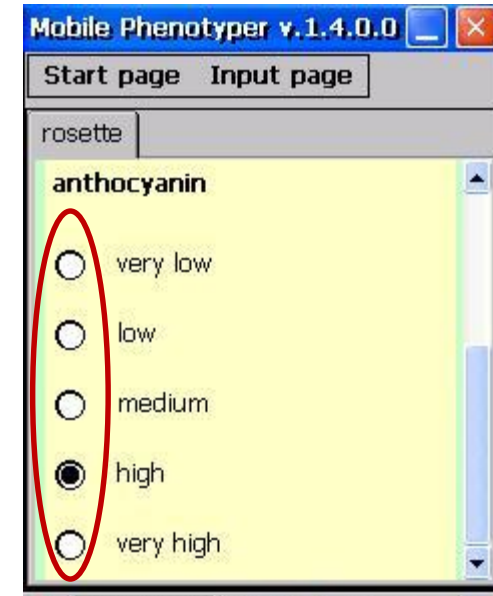 Mobile Phenotyper v.1.4.0.0
Start page Input page
rosette
anthocyanin
very low
low
medium
high
very high